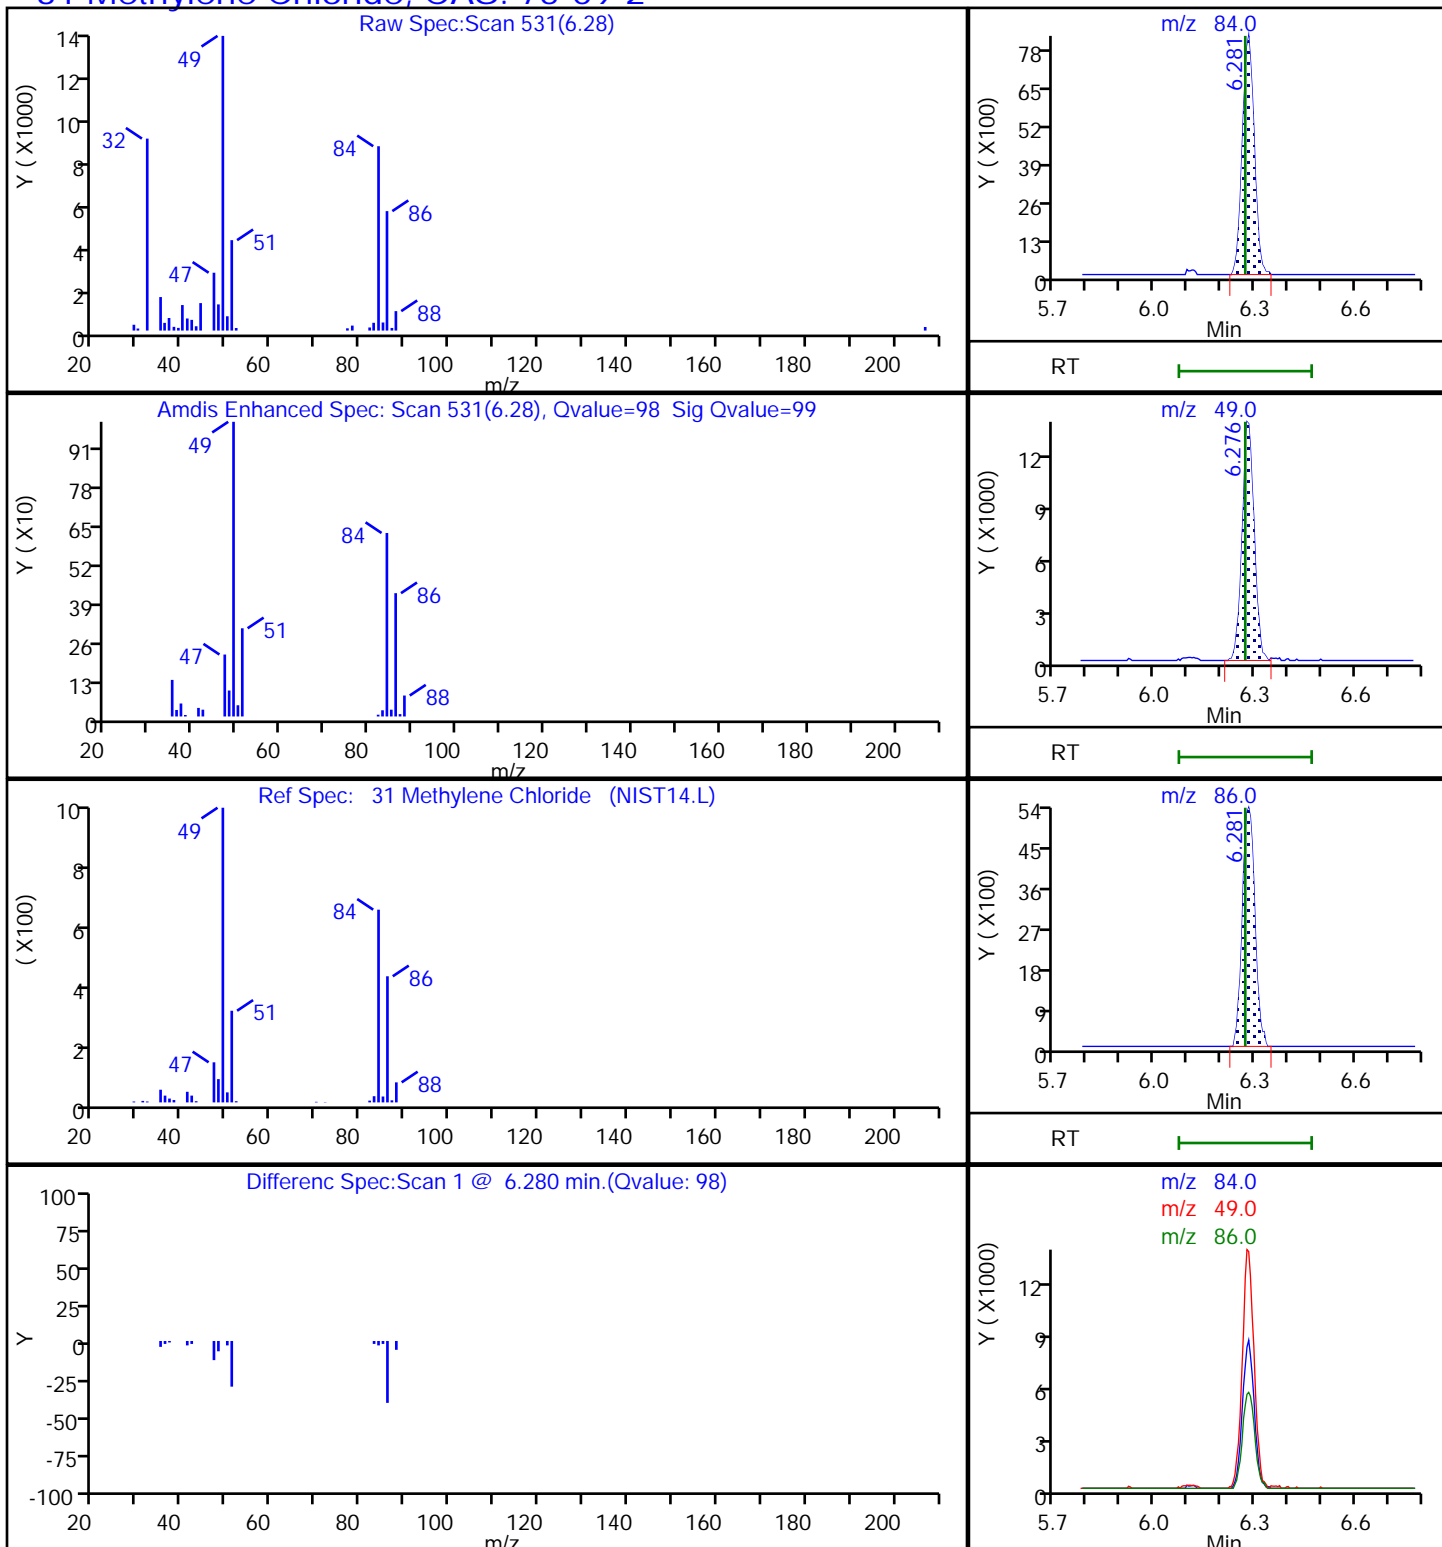 Raw Spec:Scan 531(6.28)
Y ( X1000)
14
12
10
8
6
4
2
0
49
32
84
86
51
47
88
20 40 60 80 100 120 140 160 180 200
m/z
m/z 84.0
Y ( X100)
78
65
52
39
26
13
0
6.281
5.7 6.0 6.3 6.6
Min
RT
Amdis Enhanced Spec: Scan 531(6.28), Qvalue=98 Sig Qvalue=99
Y ( X10)
91
78
65
52
39
26
13
0
49
84
86
51
47
88
20 40 60 80 100 120 140 160 180 200
m/z
m/z 49.0
Y ( X1000)
12
9
6
3
0
6.276
5.7 6.0 6.3 6.6
Min
RT
Ref Spec: 31 Methylene Chloride (NIST14.L)
( X100)
10
8
6
4
2
0
49
84
86
51
47
88
20 40 60 80 100 120 140 160 180 200
m/z 86.0
Y ( X100)
54
45
36
27
18
9
0
6.281
5.7 6.0 6.3 6.6
Min
RT
Differenc Spec:Scan 1 @ 6.280 min.(Qvalue: 98)
Y
100
75
50
25
0
-25
-50
-75
-100
20 40 60 80 100 120 140 160 180 200
m/z
m/z 84.0
m/z 49.0
m/z 86.0
Y ( X1000)
12
9
6
3
0
5.7 6.0 6.3 6.6
Min